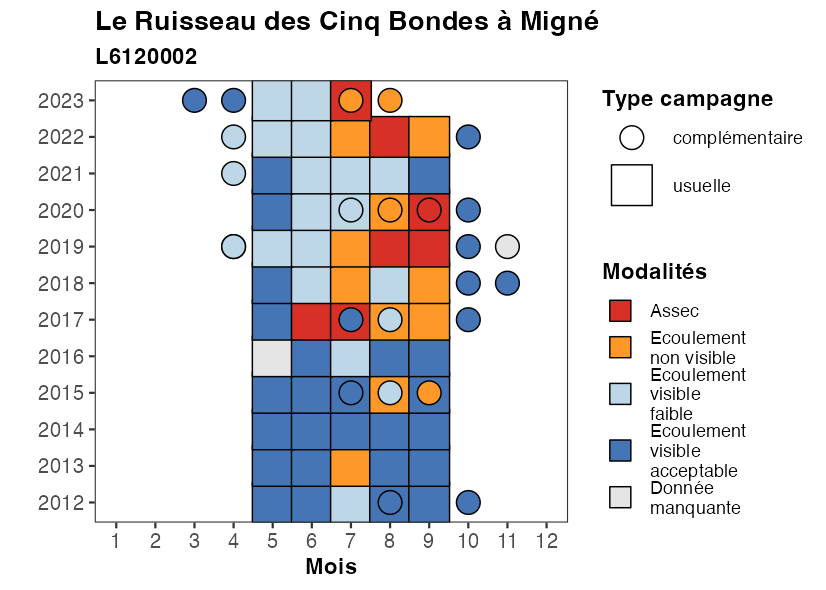 Le Ruisseau des Cinq Bondes à Migné
L6120002
2023
2022
2021
2020
2019
2018
2017
2016
2015
2014
2013
2012
1 2 3 4 5 6 7 8 9 10 11 12
Mois
Type campagne
complémentaire
usuelle
Modalités
Assec
Ecoulement
non visible
Ecoulement
visible
faible
Ecoulement
visible
acceptable
Donnée
manquante